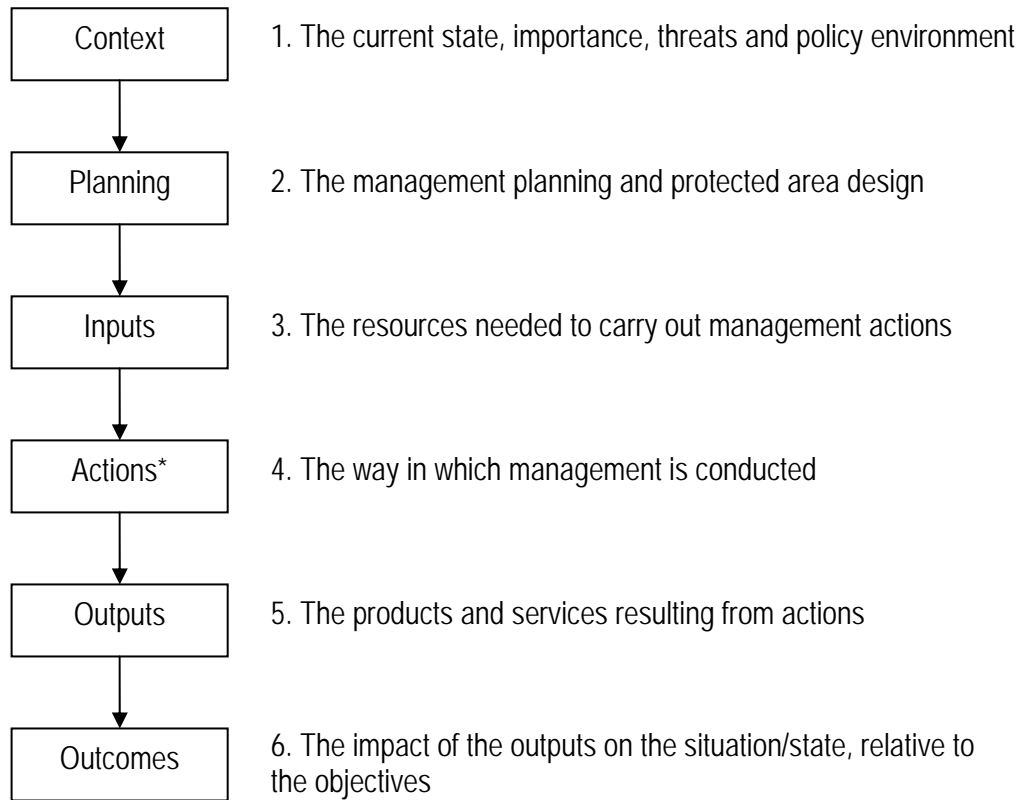 Context
1. The current state, importance, threats and policy environment
Planning
2. The management planning and protected area design
Inputs
3. The resources needed to carry out management actions
Actions*
4. The way in which management is conducted
Outputs
5. The products and services resulting from actions
Outcomes
6. The impact of the outputs on the situation/state, relative to
the objectives